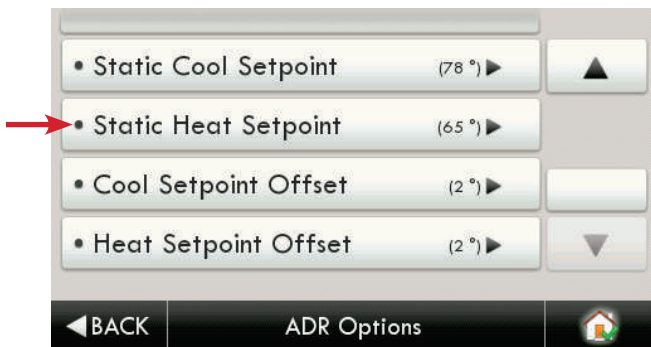 • Static Cool Setpoint (78 °) ▶
• Static Heat Setpoint (65 °) ▶
• Cool Setpoint Offset (2 °) ▶
• Heat Setpoint Offset (2 °) ▶
◀BACK ADR Options